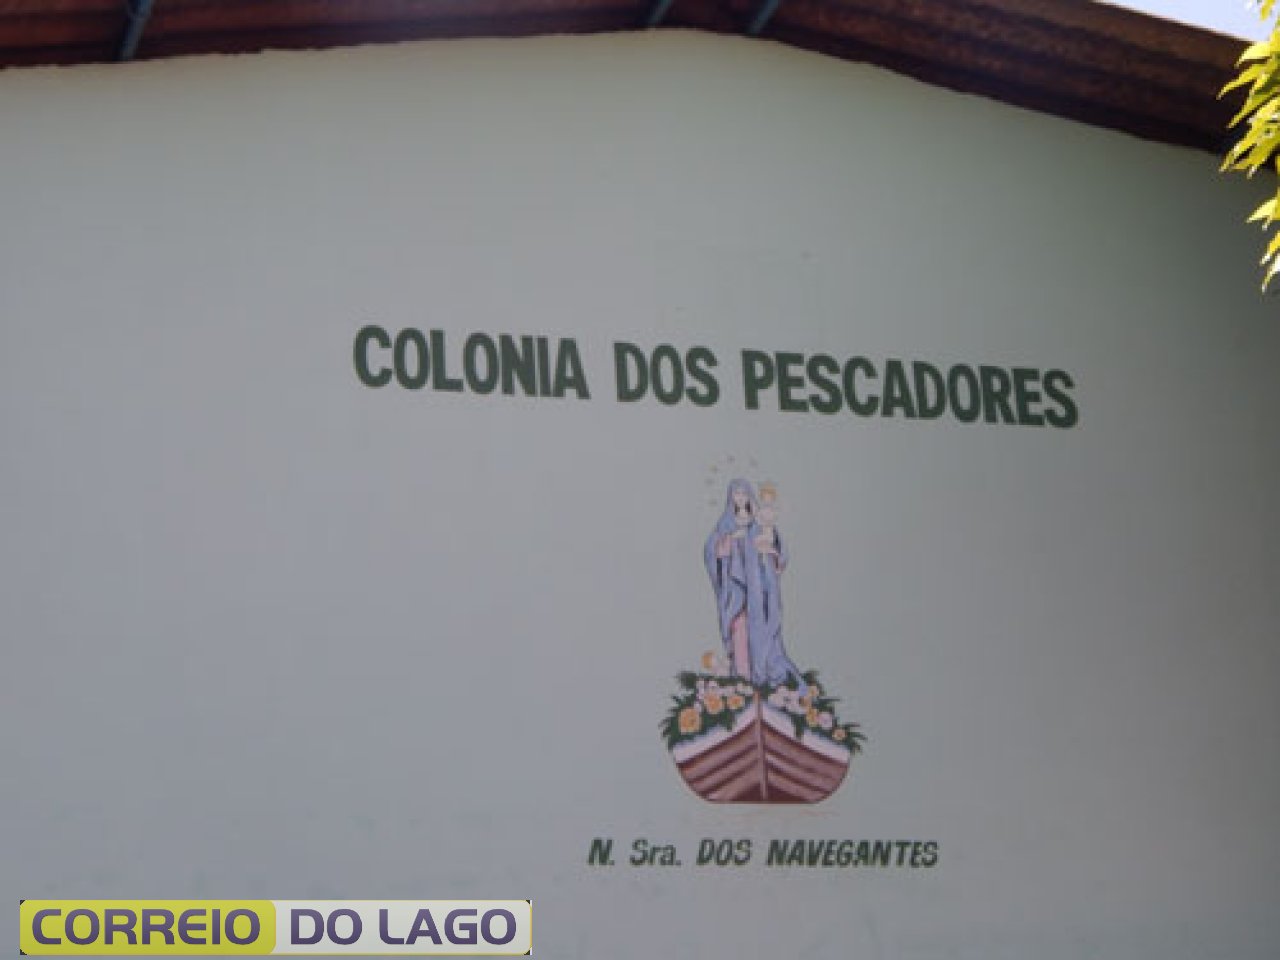 COLONIA DOS PESCADORES
N. Sra. DOS NAVEGANTES
CORREIO DO LAGO